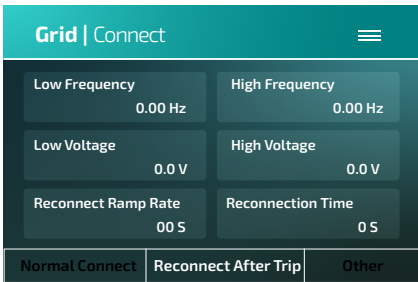 Grid | Connect
Low Frequency
0.00 Hz
High Frequency
0.00 Hz
Low Voltage
0.0 V
High Voltage
0.0 V
Reconnect Ramp Rate
00 S
Reconnection Time
0 S
Normal Connect
Reconnect After Trip
Other